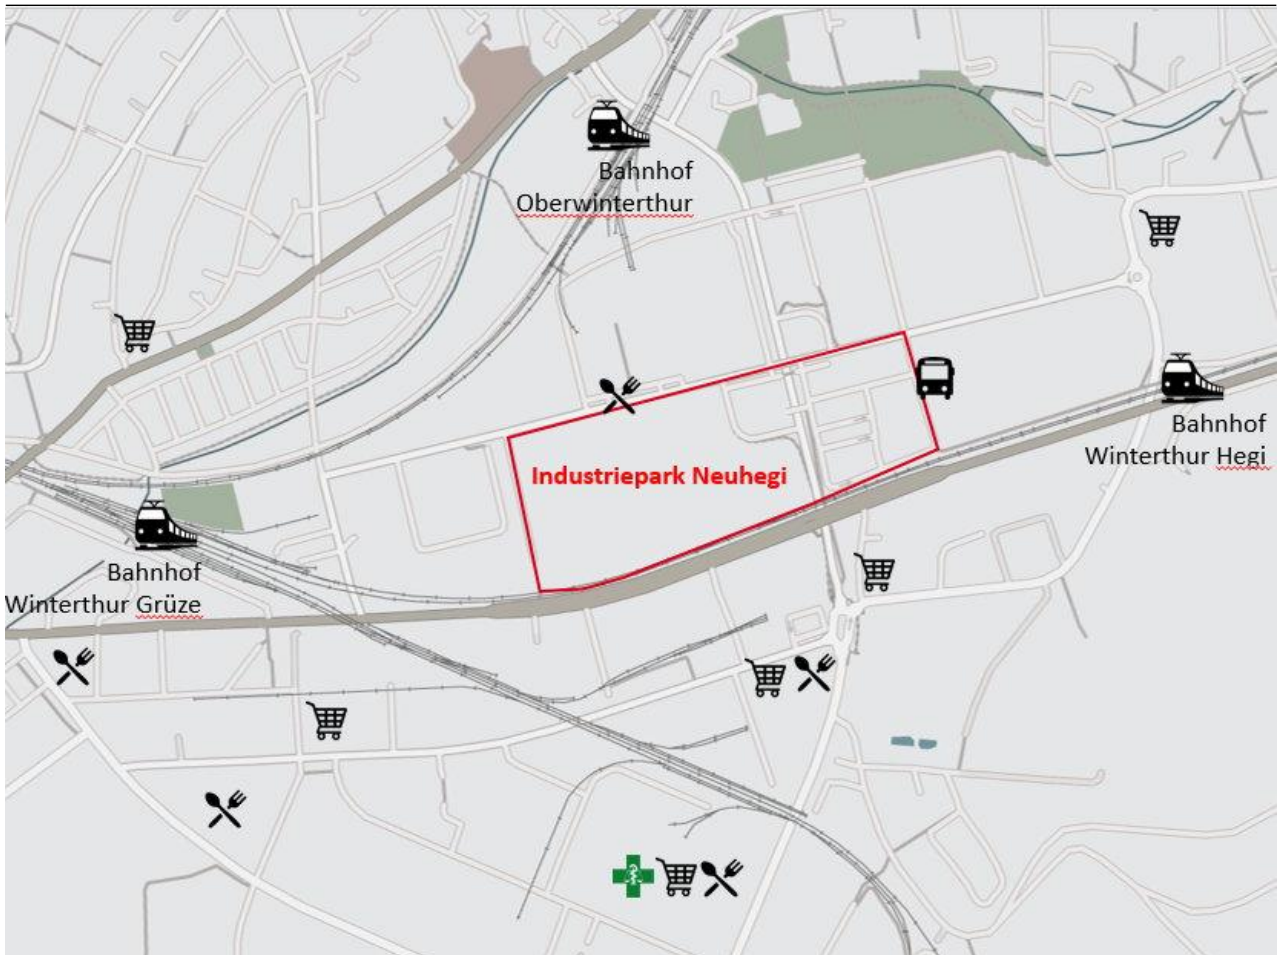 Bahnhof
Oberwinterthur
Bahnhof
Winterthur Hegi
Industriepark Neuhegi
Bahnhof
Winterthur Grüze